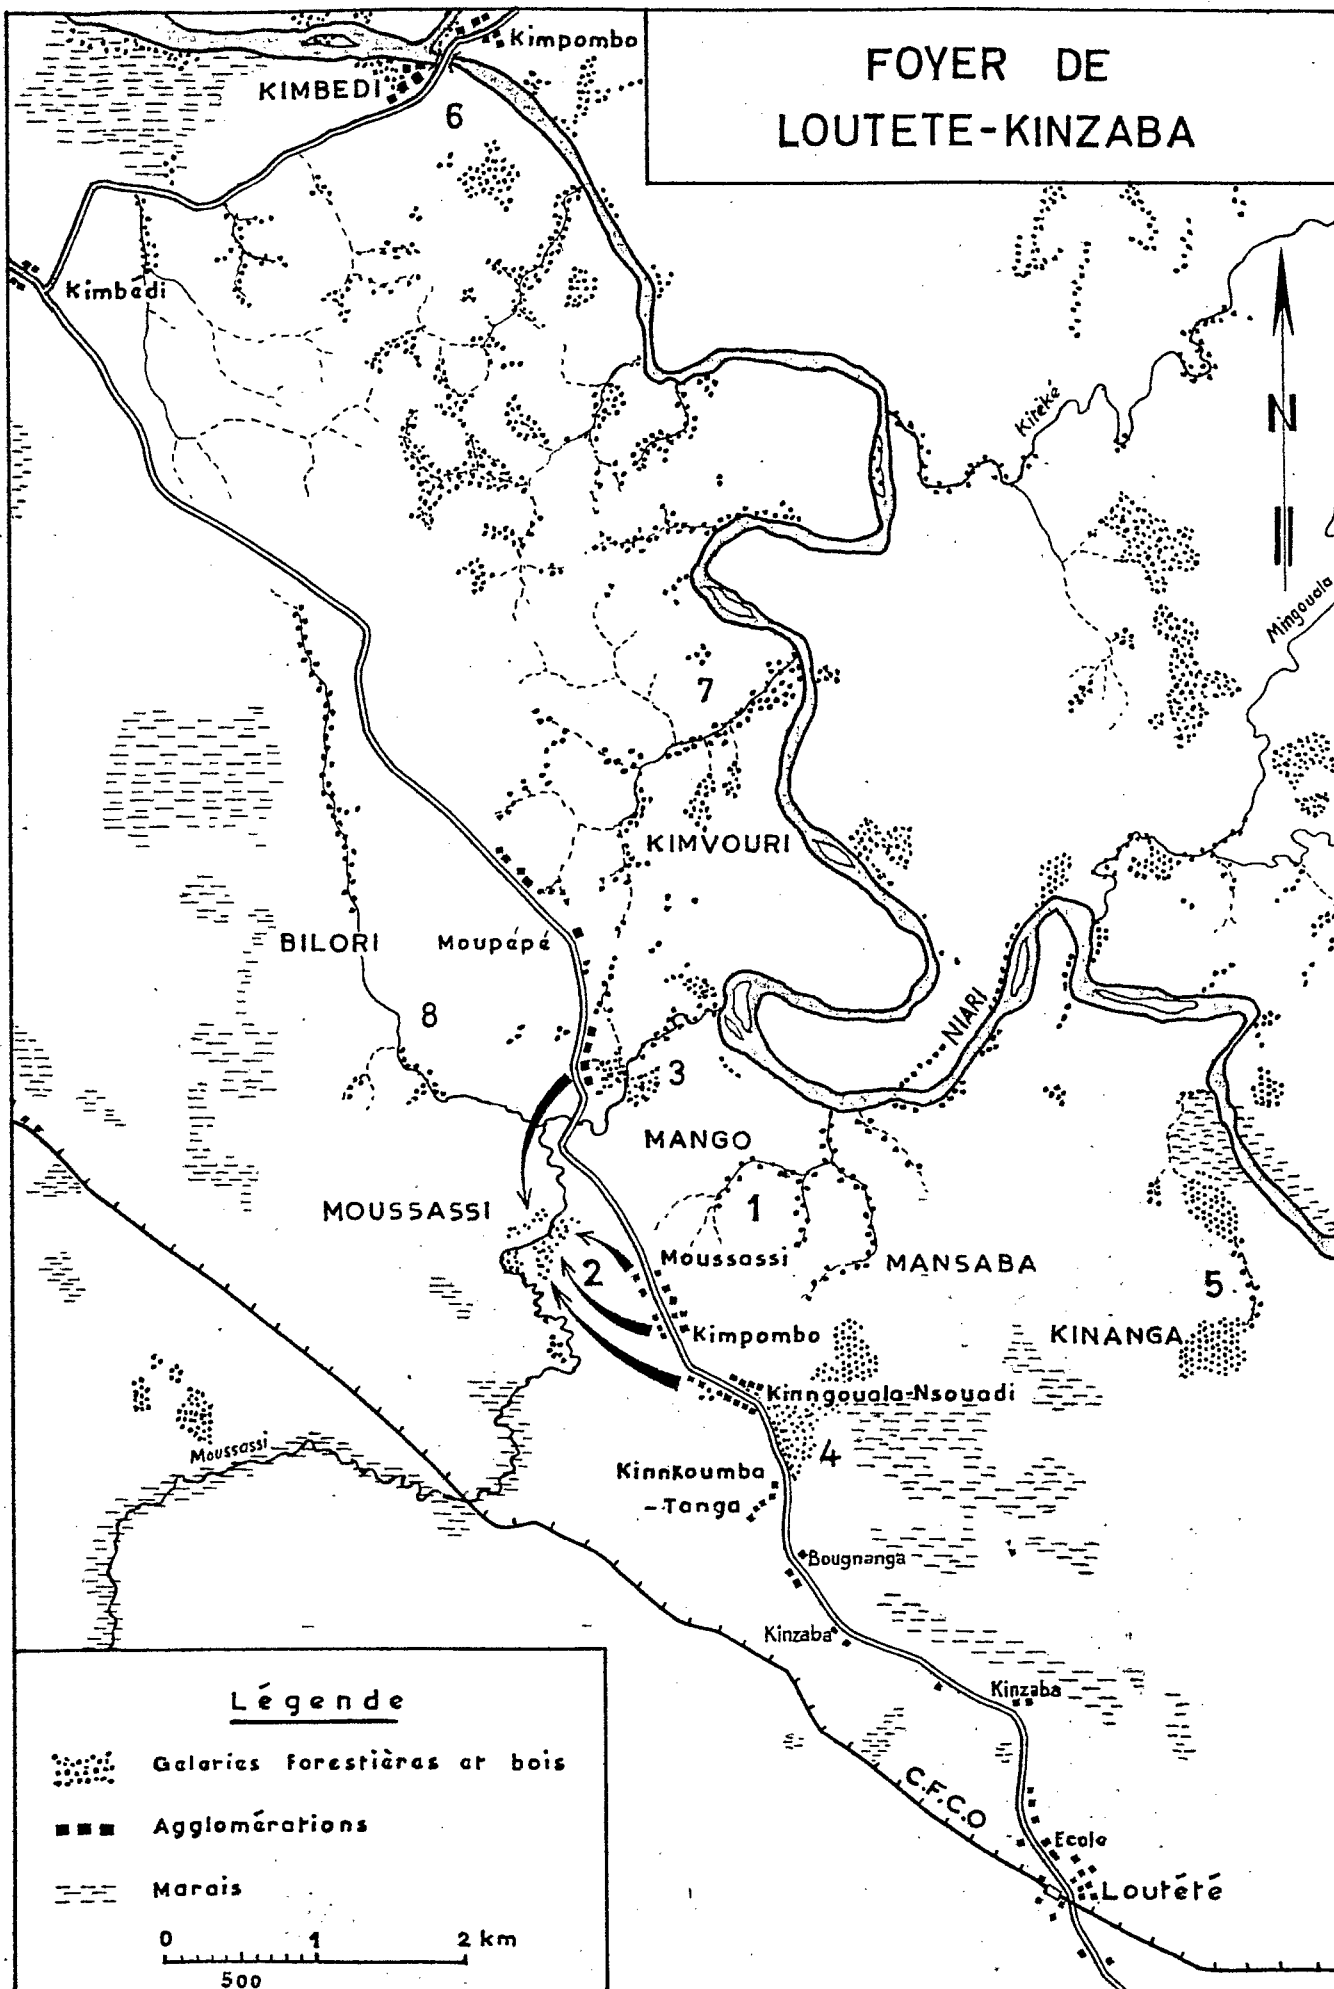 FOYER DE
LOUTETE-KINZABA
Kimpombo
KIMBEDI
6
Kimbédi
Kitéké
N
Mingouala
7
KIMVOURI
BILORI
Moupépé
8
NIARI
3
MANGO
MOUSSASSI
1
Moussassi
MANSABA
2
5
Kimpombo
KINANGA
Kinngouala-Nsouadi
Moussassi
4
Kinnkoumba
-Tanga
Bougnanga
Kinzaba
Kinzaba
C.F.C.O
Ecole
Loutété
Légende
Galeries forestières et bois
Agglomérations
Marais
0 1 2 km
500